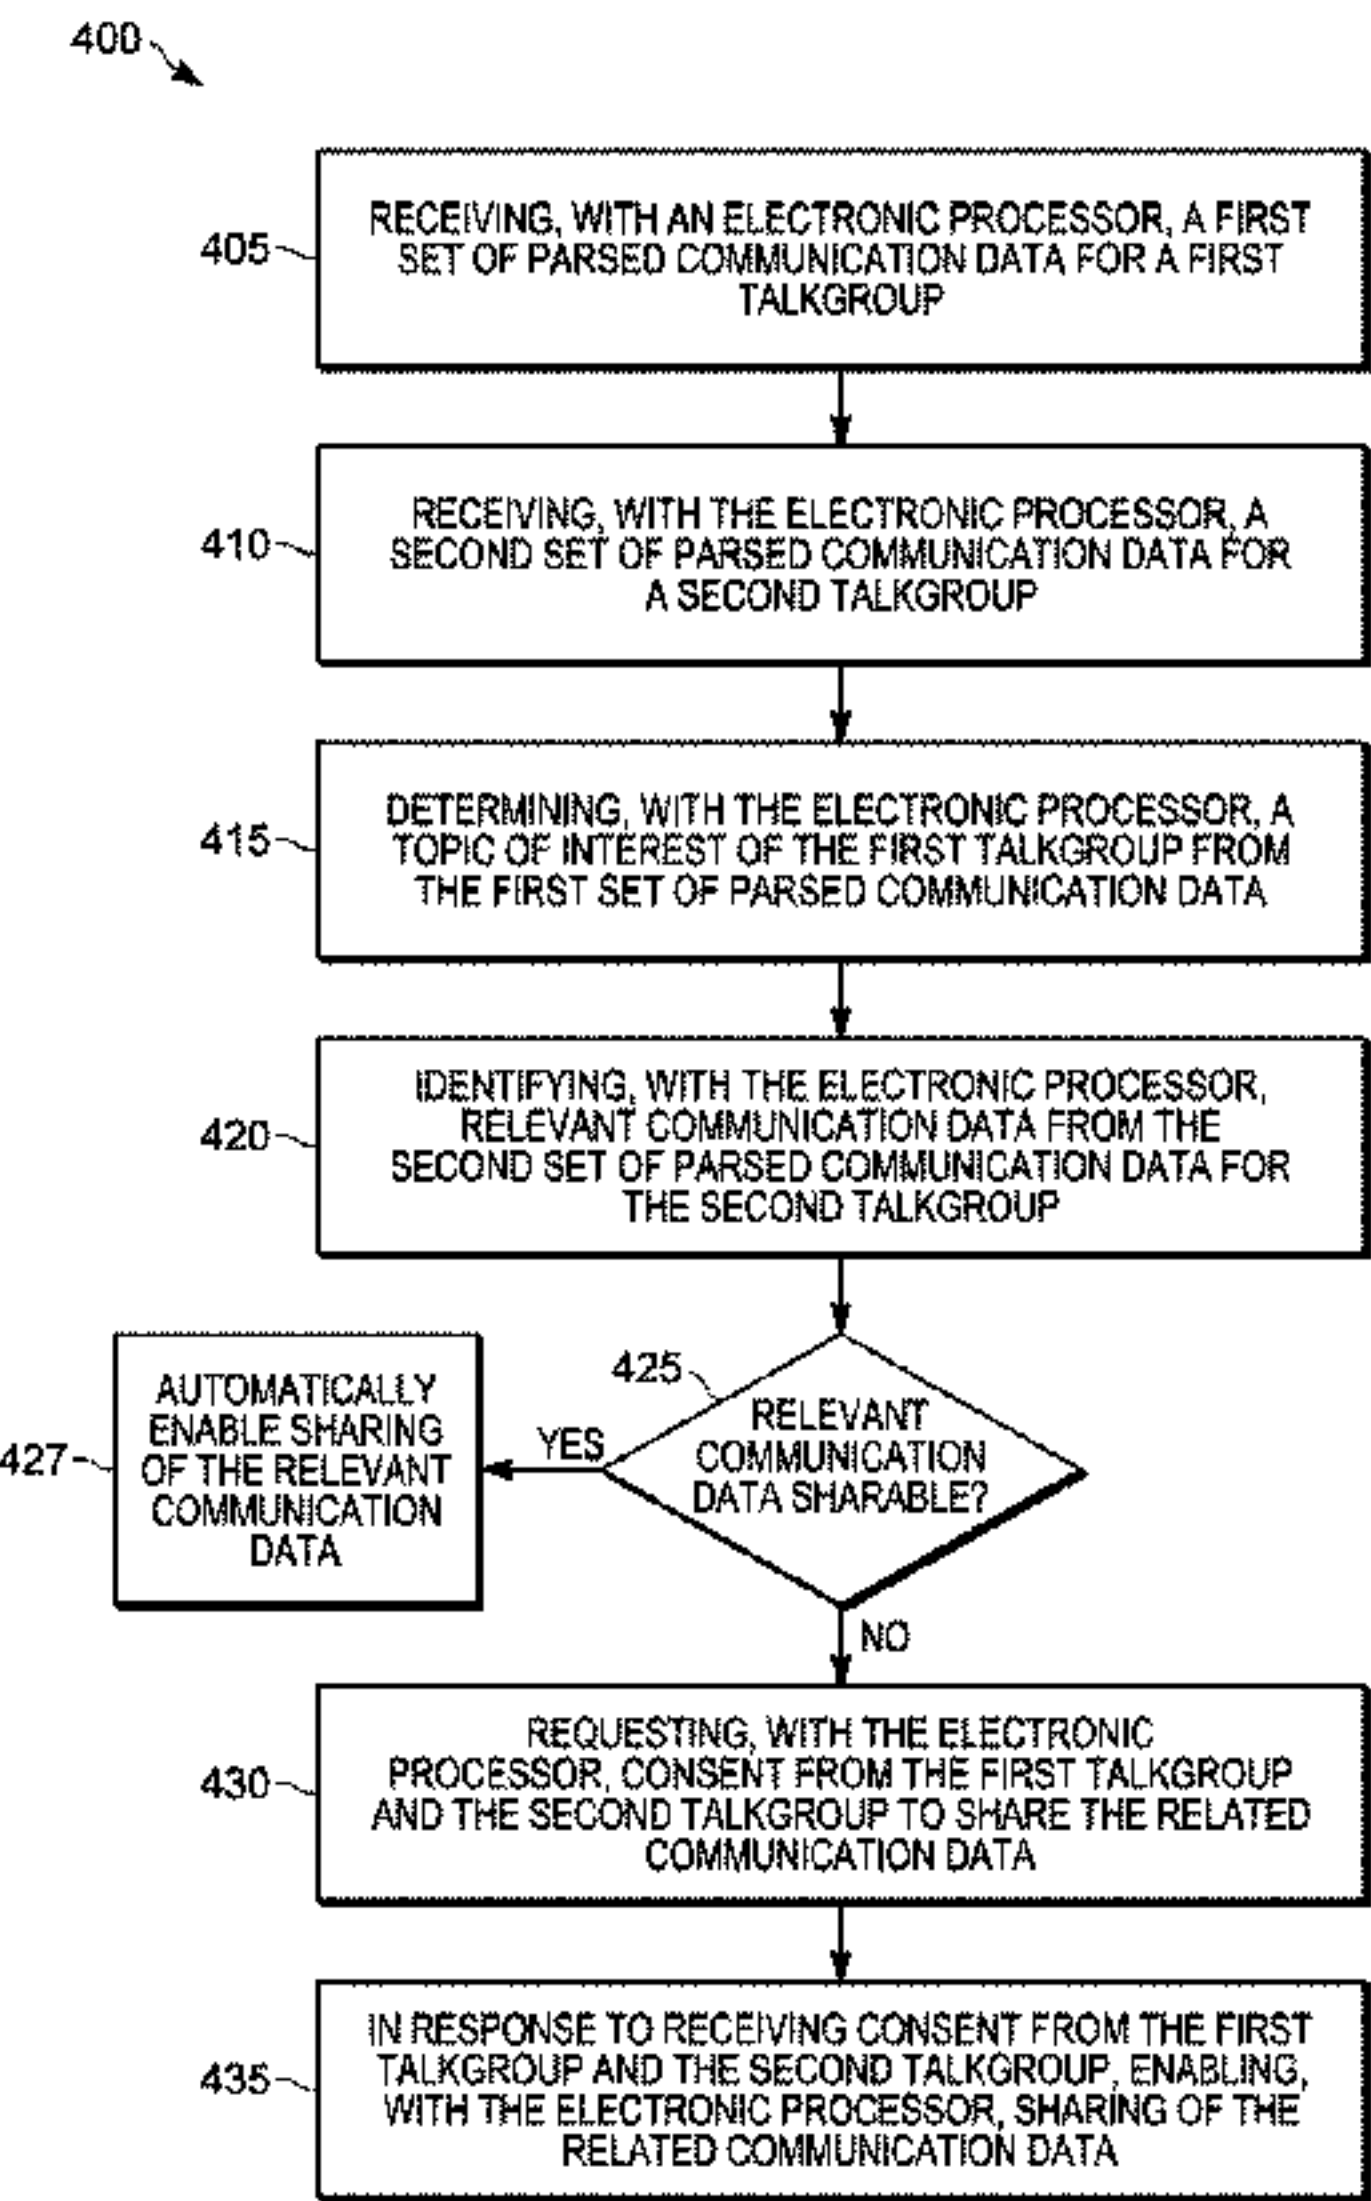 400
405
RECEIVING, WITH AN ELECTRONIC PROCESSOR, A FIRST
SET OF PARSED COMMUNICATION DATA FOR A FIRST
TALKGROUP
410
RECEIVING, WITH THE ELECTRONIC PROCESSOR, A
SECOND SET OF PARSED COMMUNICATION DATA FOR
A SECOND TALKGROUP
415
DETERMINING, WITH THE ELECTRONIC PROCESSOR, A
TOPIC OF INTEREST OF THE FIRST TALKGROUP FROM
THE FIRST SET OF PARSED COMMUNICATION DATA
420
IDENTIFYING, WITH THE ELECTRONIC PROCESSOR,
RELEVANT COMMUNICATION DATA FROM THE
SECOND SET OF PARSED COMMUNICATION DATA FOR
THE SECOND TALKGROUP
425
RELEVANT
COMMUNICATION
DATA SHARABLE?
YES
427
AUTOMATICALLY
ENABLE SHARING
OF THE RELEVANT
COMMUNICATION
DATA
NO
430
REQUESTING, WITH THE ELECTRONIC
PROCESSOR, CONSENT FROM THE FIRST TALKGROUP
AND THE SECOND TALKGROUP TO SHARE THE RELATED
COMMUNICATION DATA
435
IN RESPONSE TO RECEIVING CONSENT FROM THE FIRST
TALKGROUP AND THE SECOND TALKGROUP, ENABLING,
WITH THE ELECTRONIC PROCESSOR, SHARING OF THE
RELATED COMMUNICATION DATA